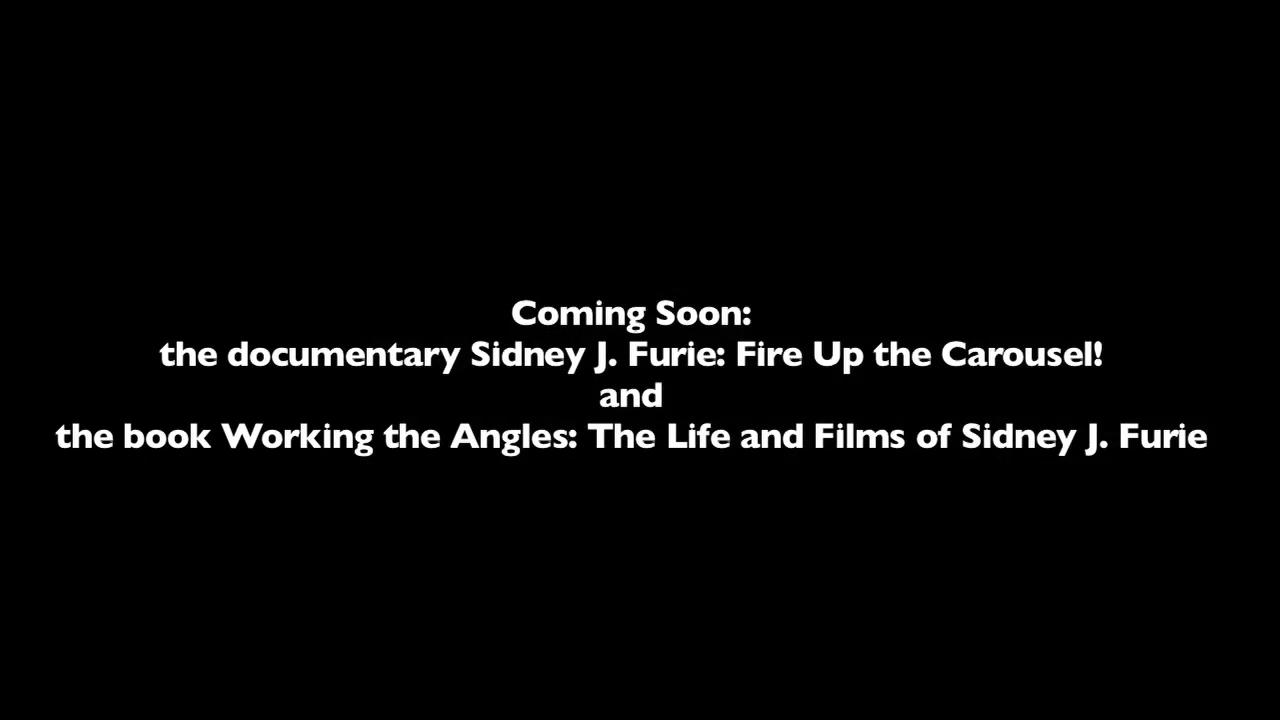 Coming Soon:
the documentary Sidney J. Furie: Fire Up the Carousel!
and
the book Working the Angles: The Life and Films of Sidney J. Furie